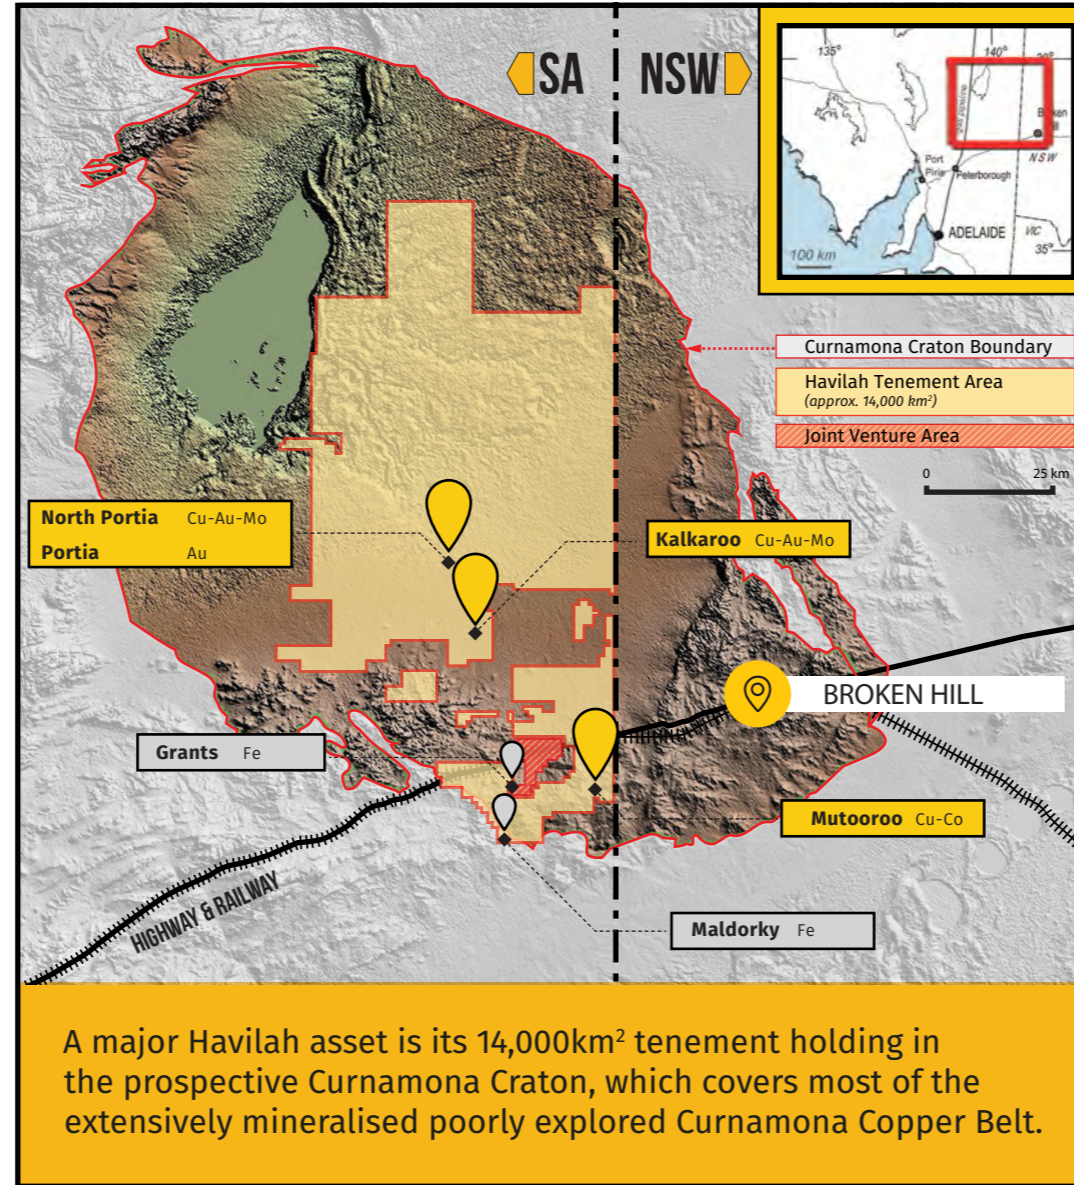 SA NSW
135°
140°
Broken
NSW
Port
Pirie
Peterborough
ADELAIDE
VIC
35°
100 km
Curnamona Craton Boundary
Havilah Tenement Area
(approx. 14,000 km²)
Joint Venture Area
0 25 km
North Portia Cu-Au-Mo
Portia Au
Kalkaroo Cu-Au-Mo
BROKEN HILL
Grants Fe
Mutooroo Cu-Co
HIGHWAY & RAILWAY
Maldorky Fe
A major Havilah asset is its 14,000km² tenement holding in
the prospective Curnamona Craton, which covers most of the
extensively mineralised poorly explored Curnamona Copper Belt.